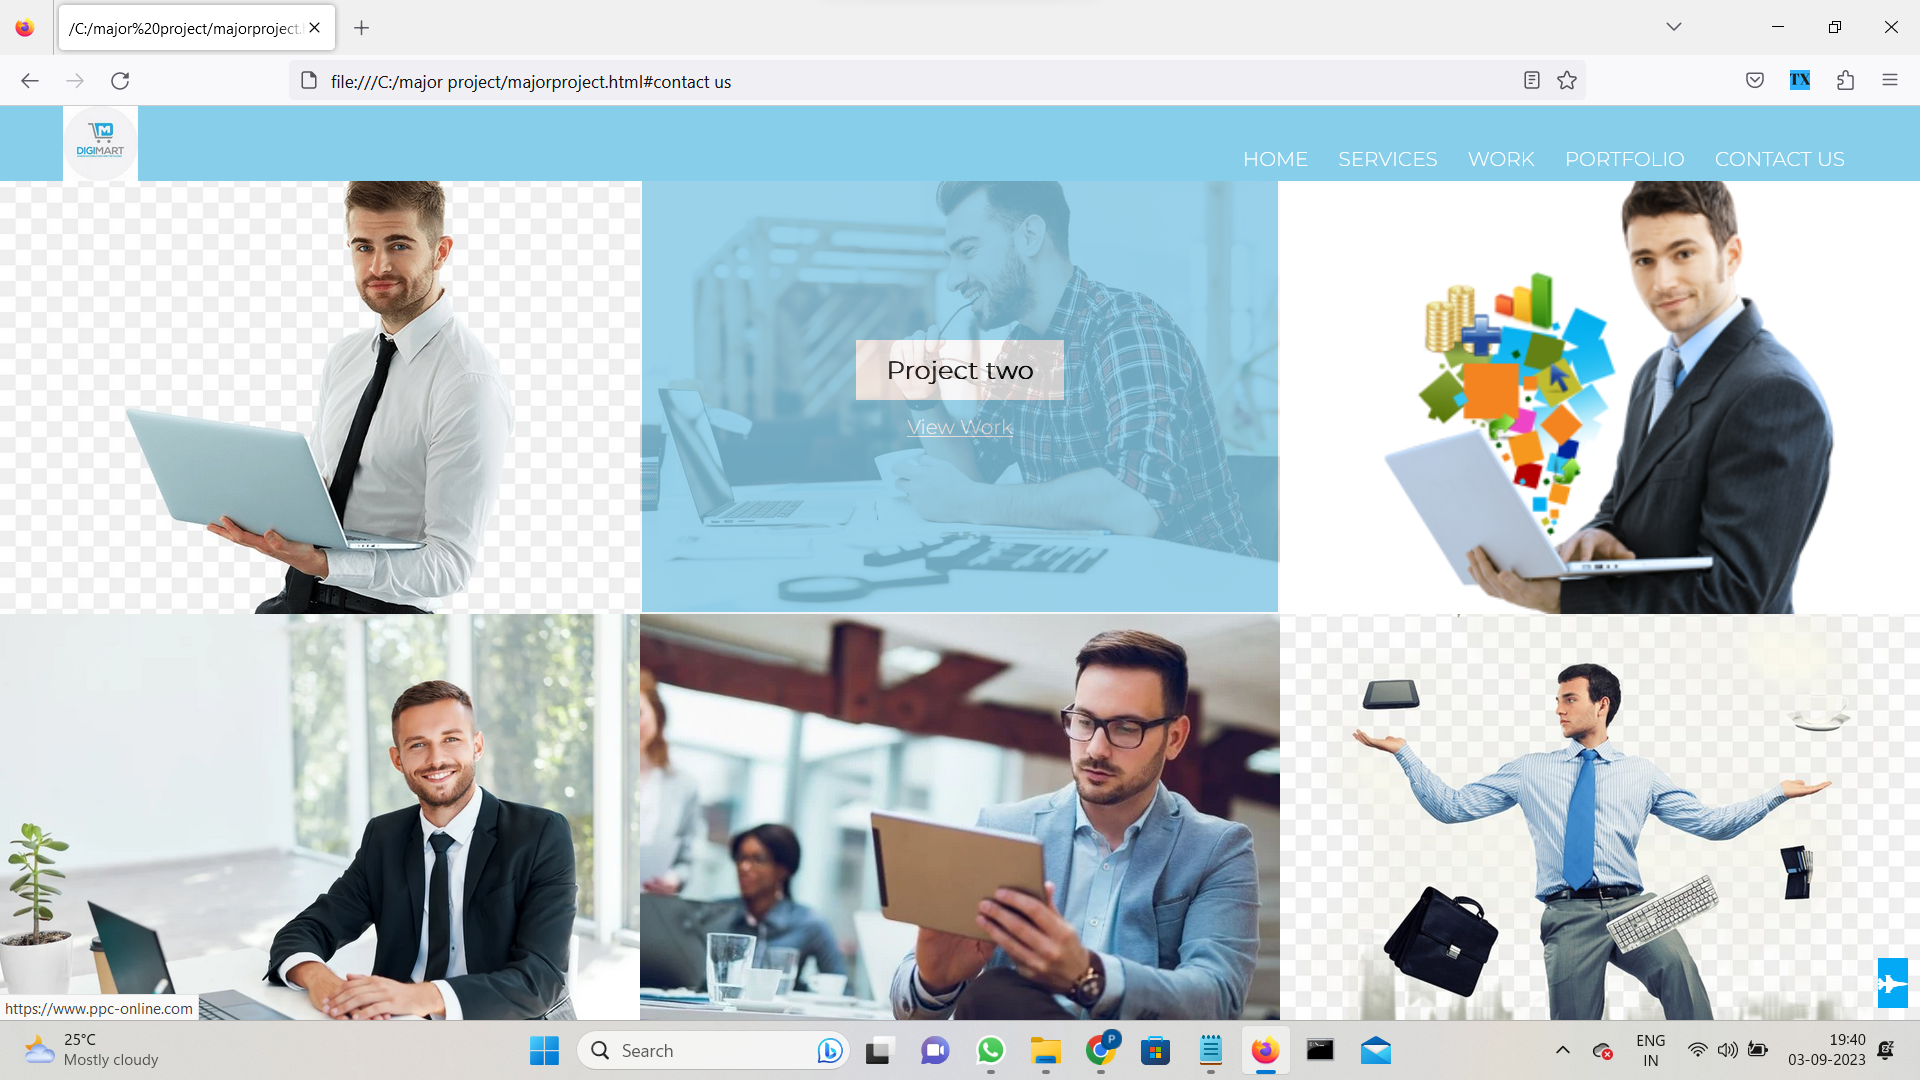 /C:/major%20project/majorproject.h
file:///C:/major project/majorproject.html#contact us
TX
M
DIGIMART
HOME SERVICES WORK PORTFOLIO CONTACT US
Project two
View Work
https://www.ppc-online.com
25°C
Mostly cloudy
Search
P
ENG
IN
19:40
03-09-2023